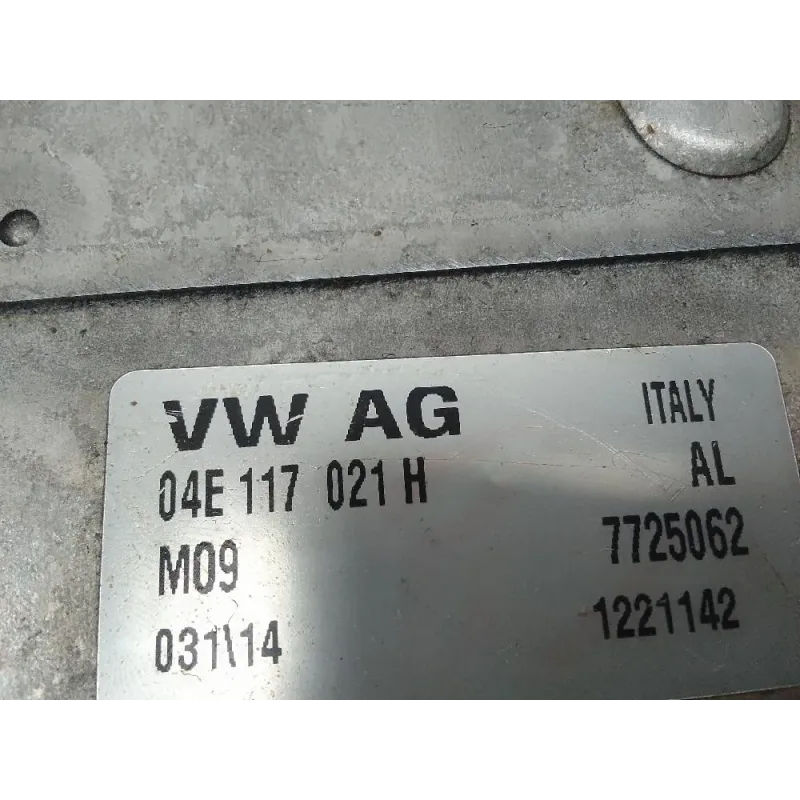 VW AG ITALY
04E 117 021 H AL
M09 7725062
031\14 1221142